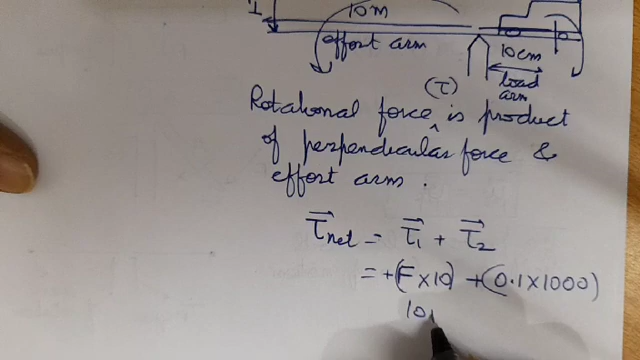 10 m
effort arm
10 cm
load
arm
(τ)
Rotational force ^ is product
of perpendicular force &
effort arm.
τ⃗net = τ⃗1 + τ⃗2
= +(F×10) + (0.1×1000)
10